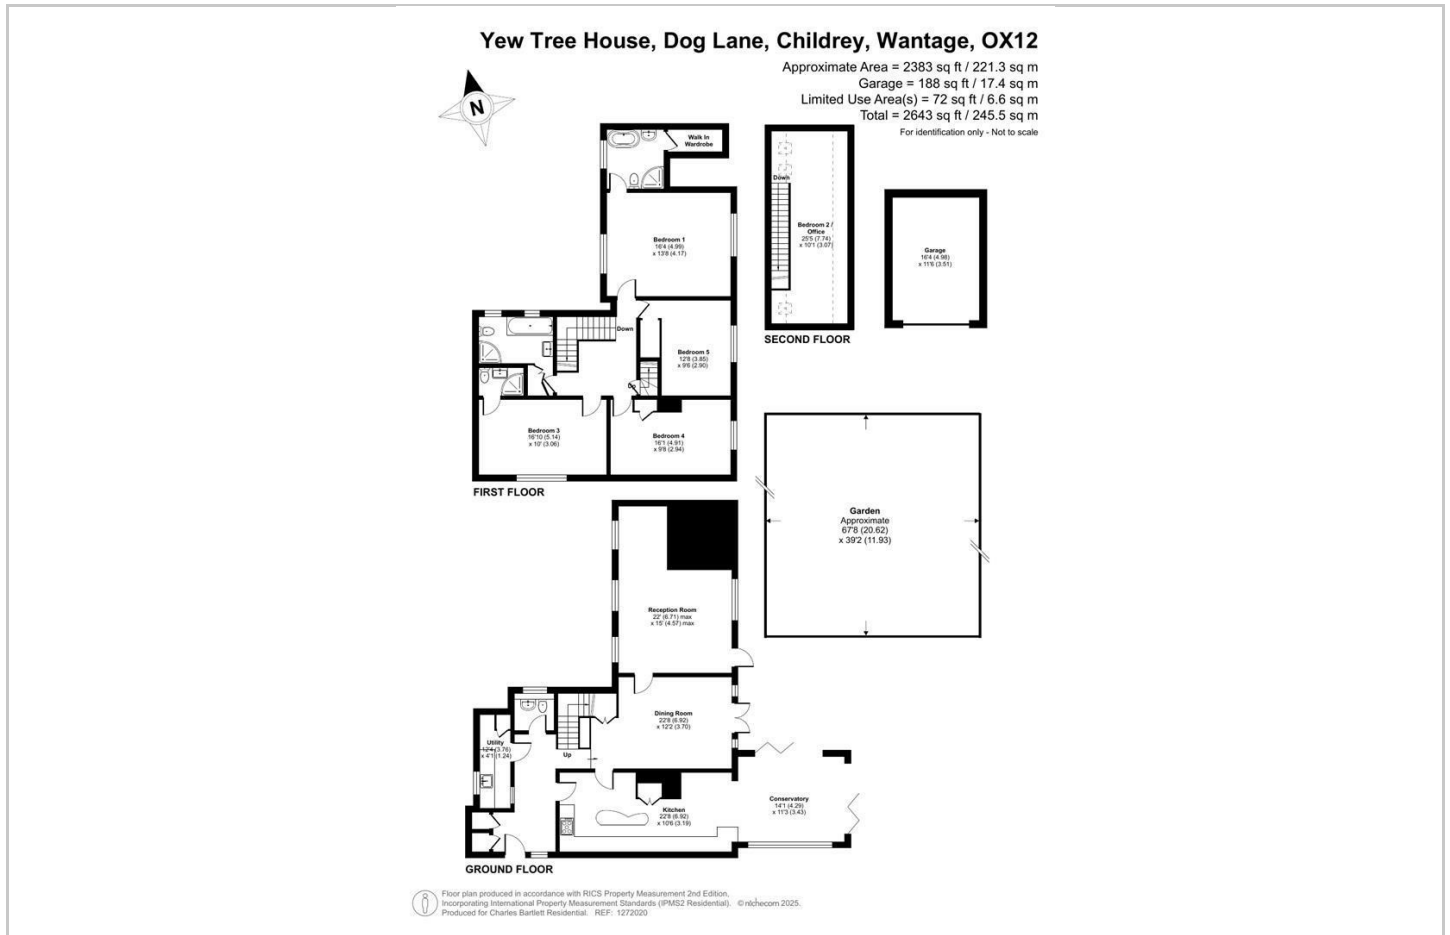 Yew Tree House, Dog Lane, Childrey, Wantage, OX12
Approximate Area = 2383 sq ft / 221.3 sq m
Garage = 188 sq ft / 17.4 sq m
Limited Use Area(s) = 72 sq ft / 6.6 sq m
Total = 2643 sq ft / 245.5 sq m
For identification only - Not to scale
N
Walk In
Wardrobe
Bedroom 1
16'4 (4.99)
x 13'8 (4.17)
Down
Bedroom 5
12'8 (3.85)
x 9'6 (2.90)
Up
Bedroom 3
16'10 (5.14)
x 10' (3.06)
Bedroom 4
16'1 (4.91)
x 9'8 (2.94)
FIRST FLOOR
Down
Bedroom 2 /
Office
25'5 (7.74)
x 10'1 (3.07)
SECOND FLOOR
Garage
16'4 (4.98)
x 11'6 (3.51)
Garden
Approximate
67'8 (20.62)
x 39'2 (11.93)
Reception Room
22' (6.71) max
x 15' (4.57) max
Dining Room
22'8 (6.92)
x 12'2 (3.70)
Utility
12'4 (3.76)
x 4'1 (1.24)
Up
Kitchen
22'8 (6.92)
x 10'6 (3.19)
Conservatory
14'1 (4.29)
x 11'3 (3.43)
GROUND FLOOR
Floor plan produced in accordance with RICS Property Measurement 2nd Edition,
Incorporating International Property Measurement Standards (IPMS2 Residential). © nichecom 2025.
Produced for Charles Bartlett Residential. REF: 1272020